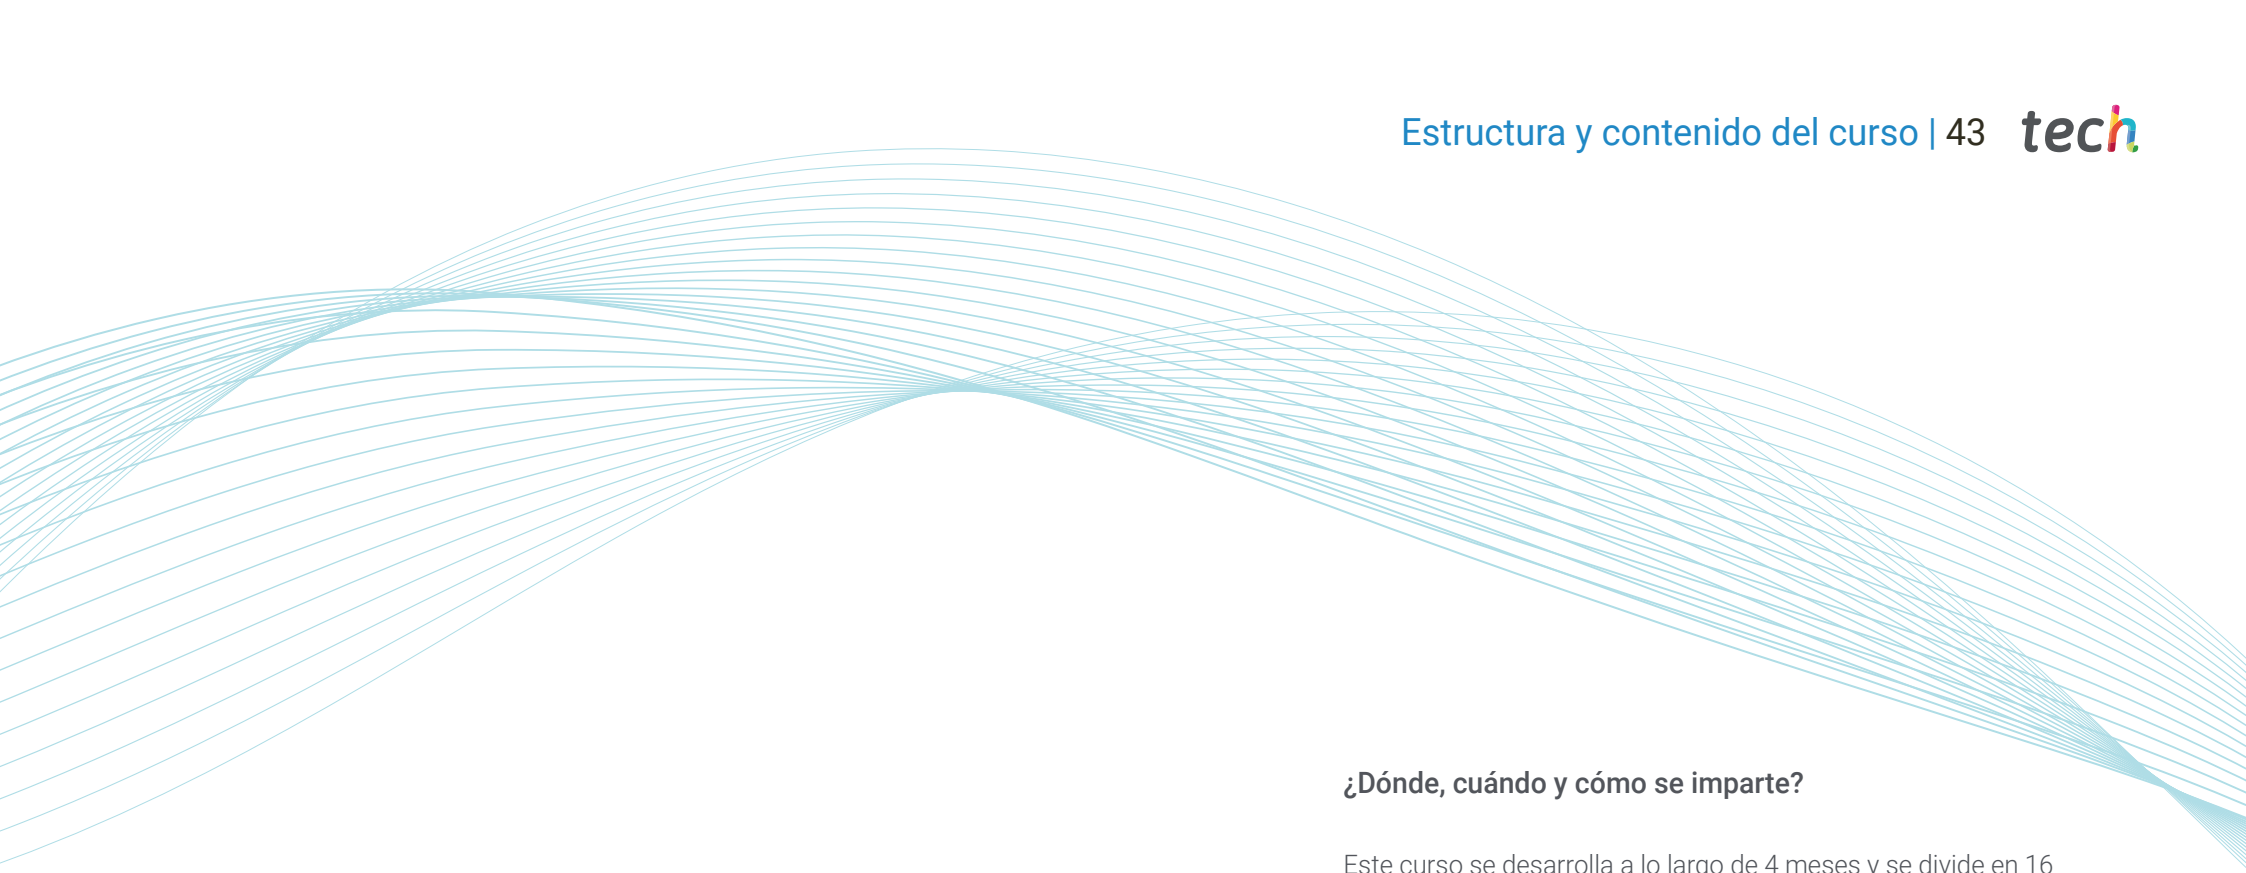 Estructura y contenido del curso | 43 tech
¿Dónde, cuándo y cómo se imparte?
Este curso se desarrolla a lo largo de 4 meses y se divide en 16